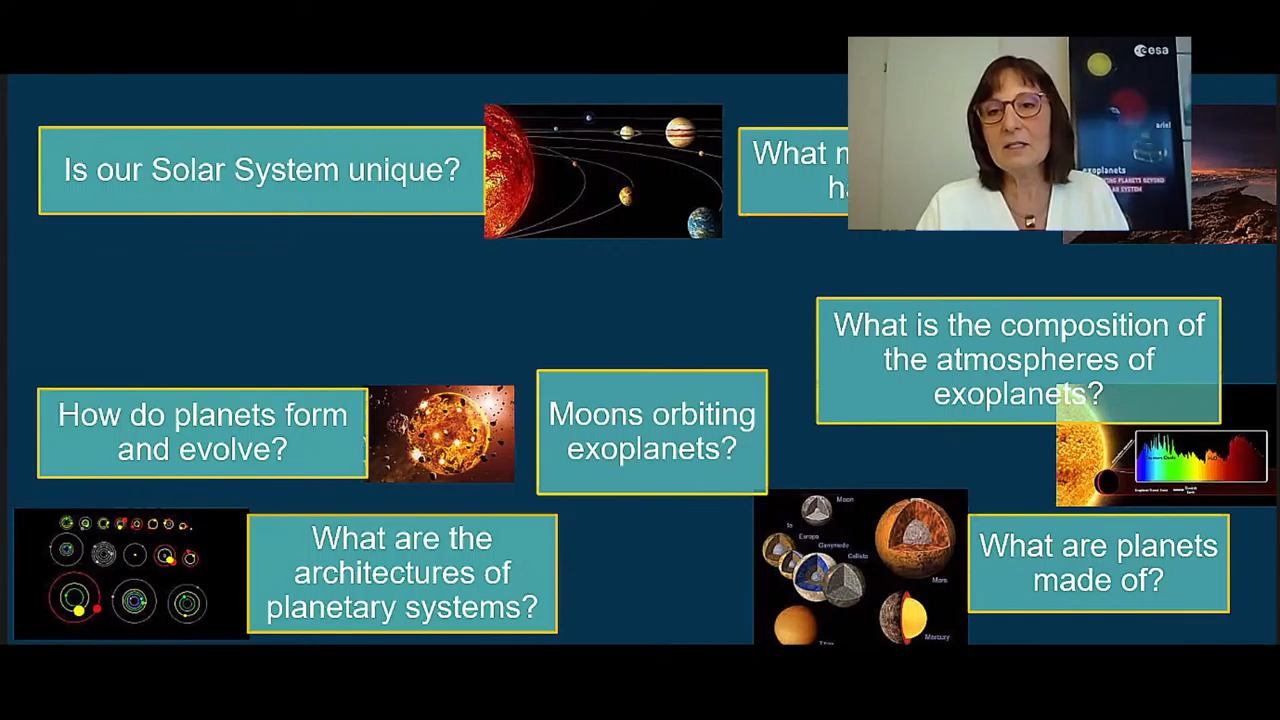 esa
ariel
exoplanets
Is our Solar System unique?
What
What is the composition of
the atmospheres of
exoplanets?
How do planets form
and evolve?
Moons orbiting
exoplanets?
What are the
architectures of
planetary systems?
Moon
Io
Europa
Ganymede
Callisto
Mars
Mercury
What are planets
made of?